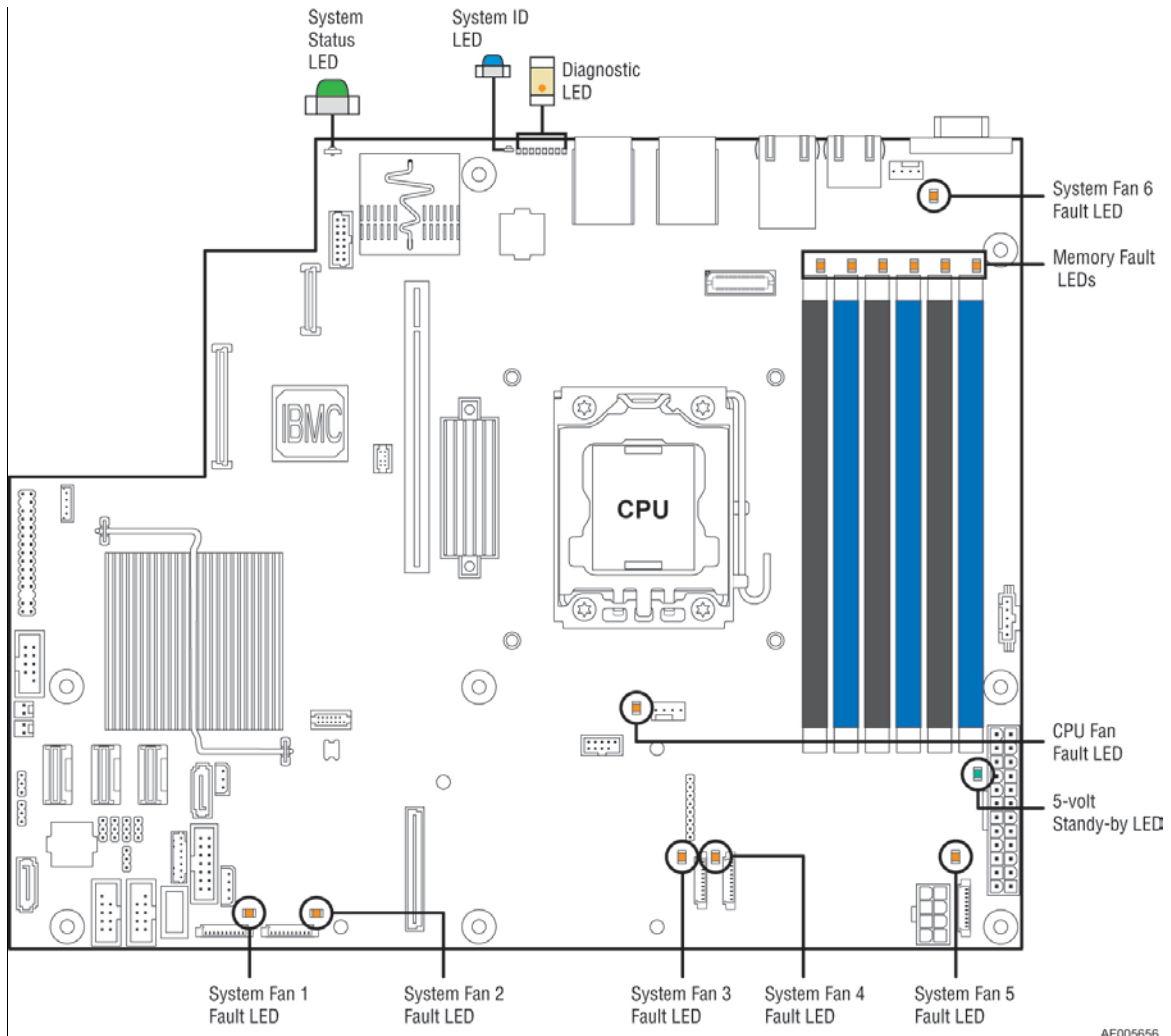 System
Status
LED
System ID
LED
Diagnostic
LED
System Fan 6
Fault LED
Memory Fault
LEDs
IBMC
CPU
CPU Fan
Fault LED
5-volt
Standy-by LED
System Fan 1
Fault LED
System Fan 2
Fault LED
System Fan 3
Fault LED
System Fan 4
Fault LED
System Fan 5
Fault LED
AF005656